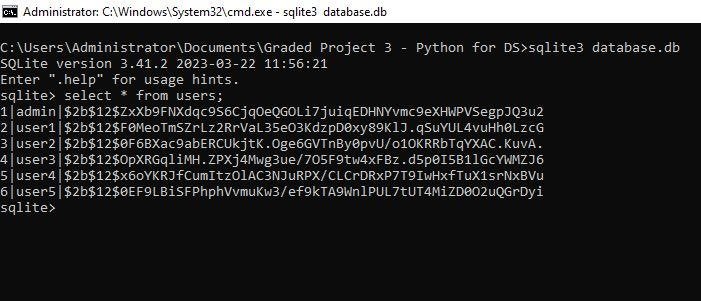 Administrator: C:\Windows\System32\cmd.exe - sqlite3 database.db
C:\Users\Administrator\Documents\Graded Project 3 - Python for DS>sqlite3 database.db
SQLite version 3.41.2 2023-03-22 11:56:21
Enter ".help" for usage hints.
sqlite> select * from users;
1|admin|$2b$12$ZxXb9FNXdqc9S6CjqOeQGOLi7juiqEDHNYvmc9eXHWPVSegpJQ3u2
2|user1|$2b$12$F0MeoTmSZrLz2RrVaL35eO3KdzpD0xy89KlJ.qSuYUL4vuHh0LzcG
3|user2|$2b$12$0F6BXac9abERCUkjtK.Oge6GVTnBy0pvU/o1OKRRbTqYXAC.KuvA.
4|user3|$2b$12$OpXRGqliMH.ZPXj4Mwg3ue/7O5F9tw4xFBz.d5p0I5B1lGcYWMZJ6
5|user4|$2b$12$x6oYKRJfCumItzOlAC3NJuRPX/CLCrDRxP7T9IwHxfTuX1srNxBVu
6|user5|$2b$12$0EF9LBiSFPhphVvmuKw3/ef9kTA9WnlPUL7tUT4MiZD0O2uQGrDyi
sqlite>